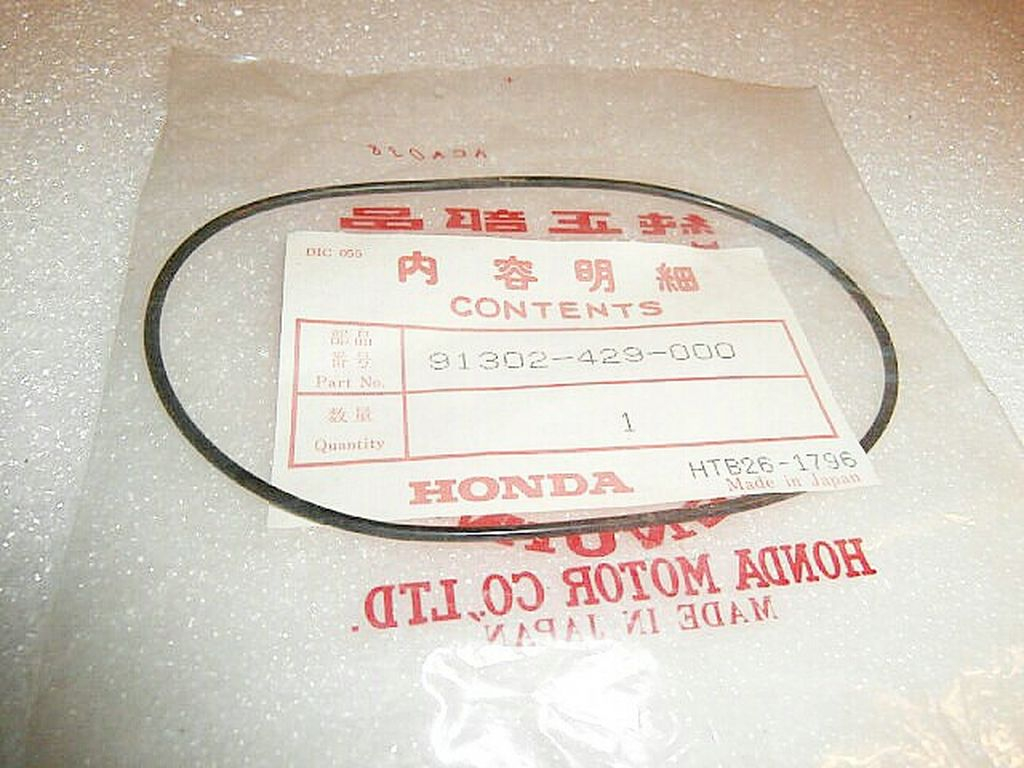 純正部品
DIC 055
内容明細
CONTENTS
部品
番号
Part No.
91302-429-000
数量
Quantity
1
HTB26-1796
HONDA
Made in Japan
HONDA MOTOR CO.,LTD.
MADE IN JAPAN